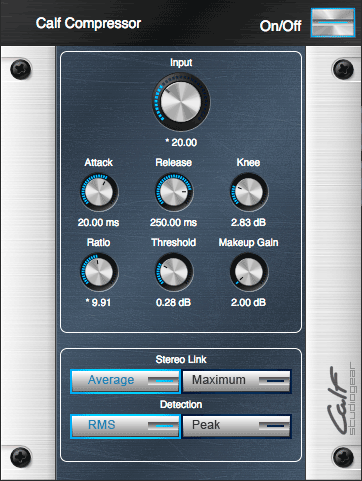 Calf Compressor
On/Off
Input
* 20.00
Attack Release Knee
20.00 ms 250.00 ms 2.83 dB
Ratio Threshold Makeup Gain
* 9.91 0.28 dB 2.00 dB
Stereo Link
Average Maximum
Detection
RMS Peak
Calf
studiogear